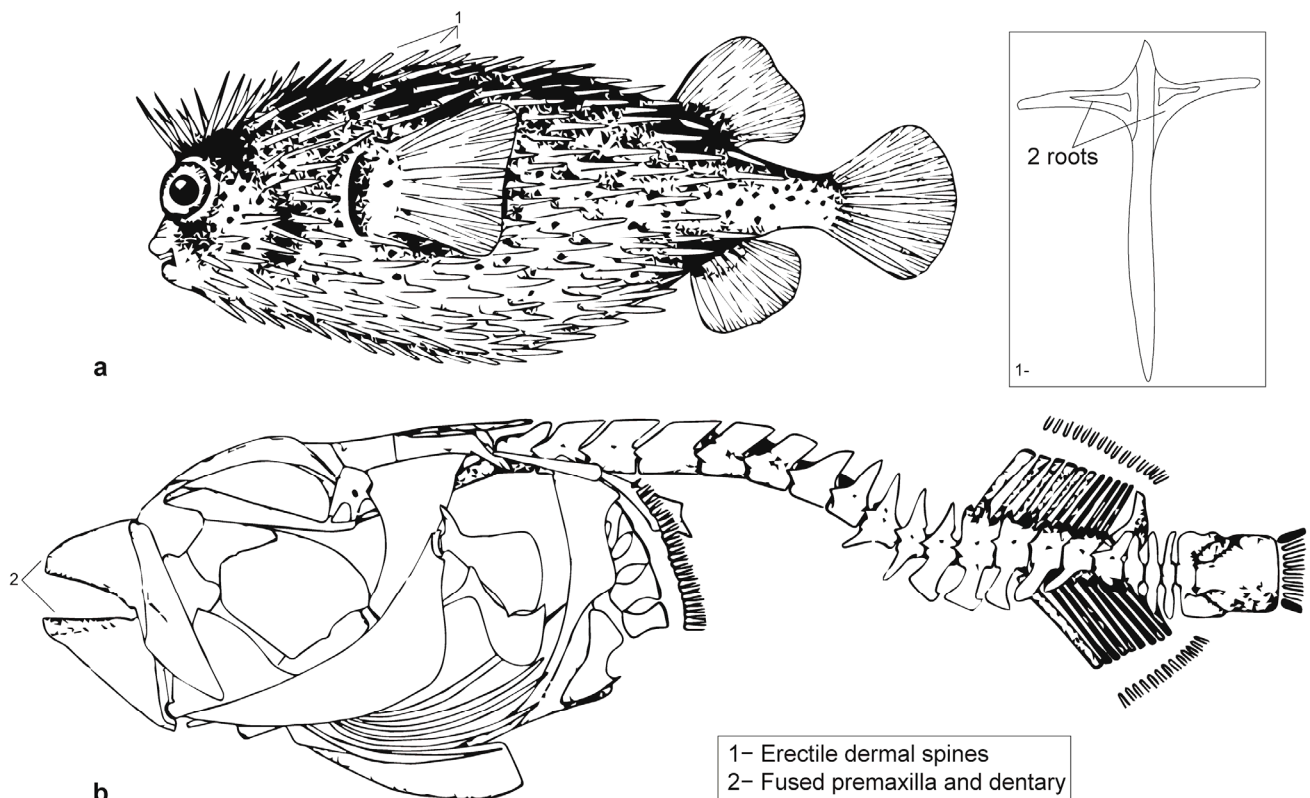 1
2 roots
1-
a
2
b
1– Erectile dermal spines
2– Fused premaxilla and dentary